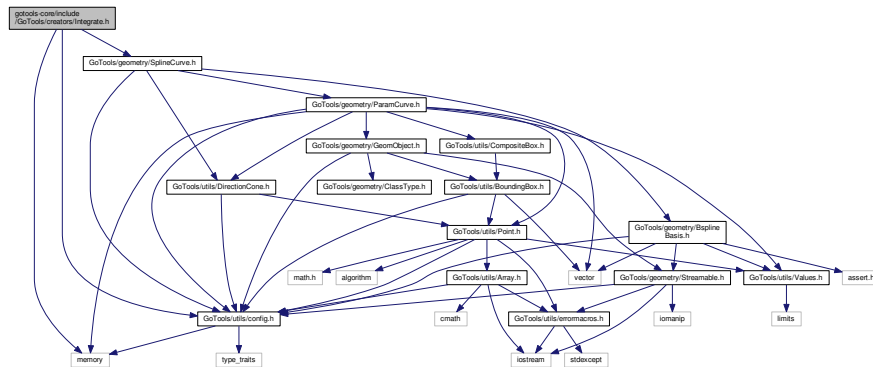 gotools-core/include
/GoTools/creators/Integrate.h
GoTools/geometry/SplineCurve.h
GoTools/geometry/ParamCurve.h
GoTools/geometry/GeomObject.h
GoTools/utils/CompositeBox.h
GoTools/utils/DirectionCone.h
GoTools/geometry/ClassType.h
GoTools/utils/BoundingBox.h
GoTools/utils/Point.h
GoTools/geometry/Bspline
Basis.h
math.h
algorithm
GoTools/geols/Array.h
vector
GoTools/geometry/Streamable.h
GoTools/utils/Values.h
assert.h
GoTools/utils/config.h
cmath
GoTools/utils/errormacros.h
iomanip
limits
memory
type_traits
iostream
stdexcept